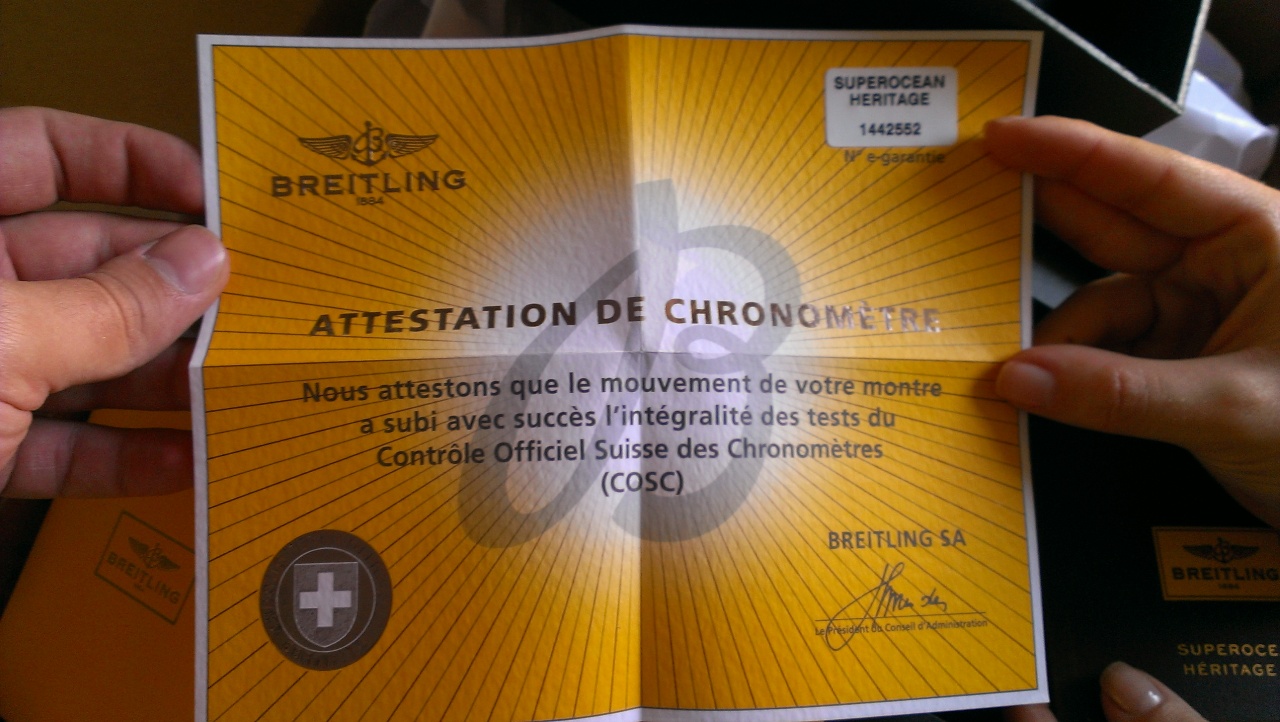 SUPEROCEAN
HERITAGE
1442552
N° e-garantie
BREITLING
1884
ATTESTATION DE CHRONOMÈTRE
Nous attestons que le mouvement de votre montre
a subi avec succès l'intégralité des tests du
Contrôle Officiel Suisse des Chronomètres
(COSC)
BREITLING SA
Le Président du Conseil d'Administration
BREITLING
BREITLING
1884
SUPEROCE
HÉRITAGE